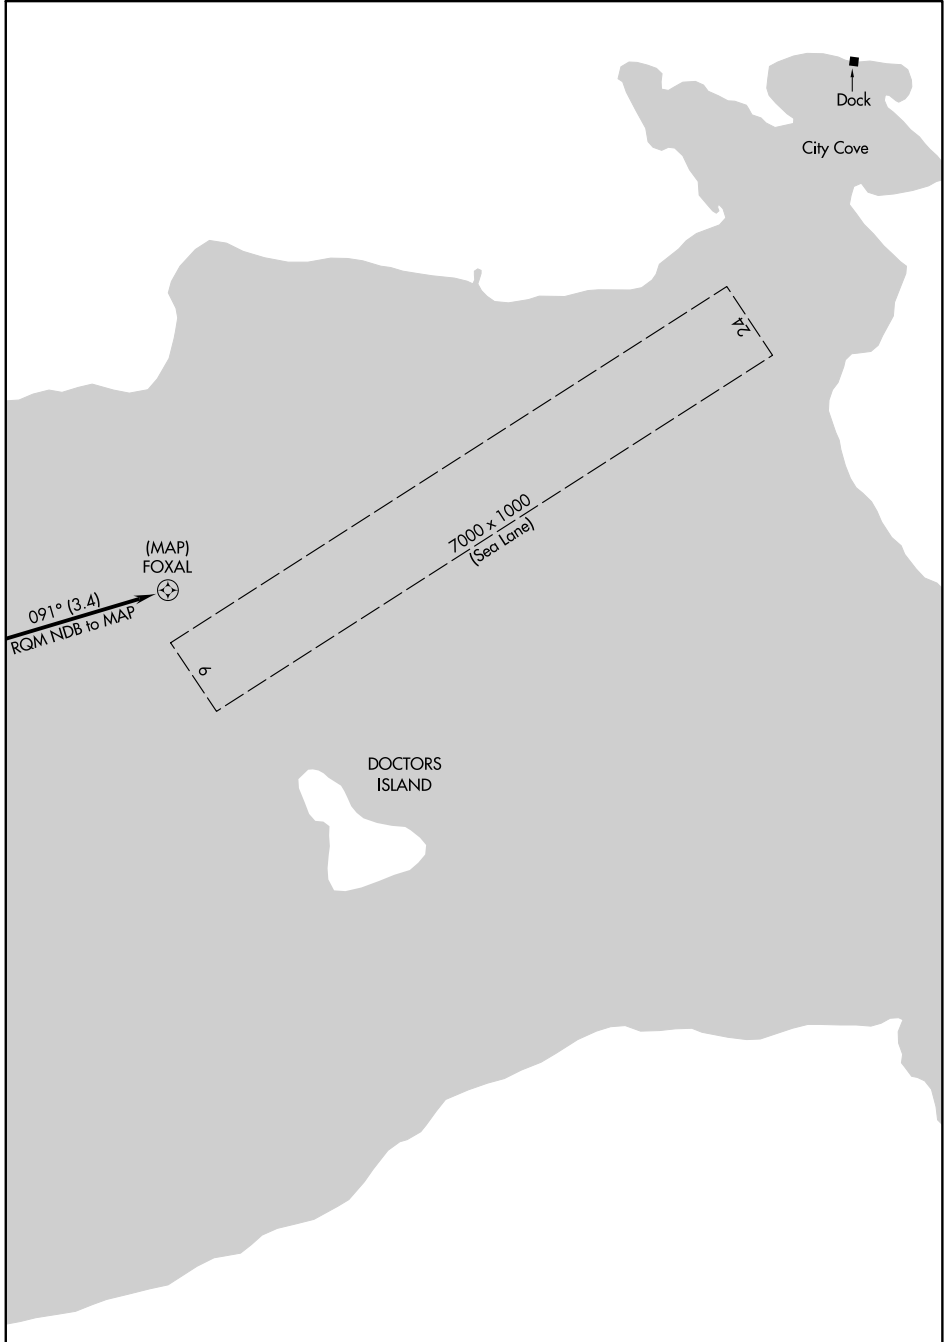 Dock
City Cove
24
7000 x 1000
(Sea Lane)
(MAP)
FOXAL
091° (3.4)
RQM NDB to MAP
6
DOCTORS
ISLAND